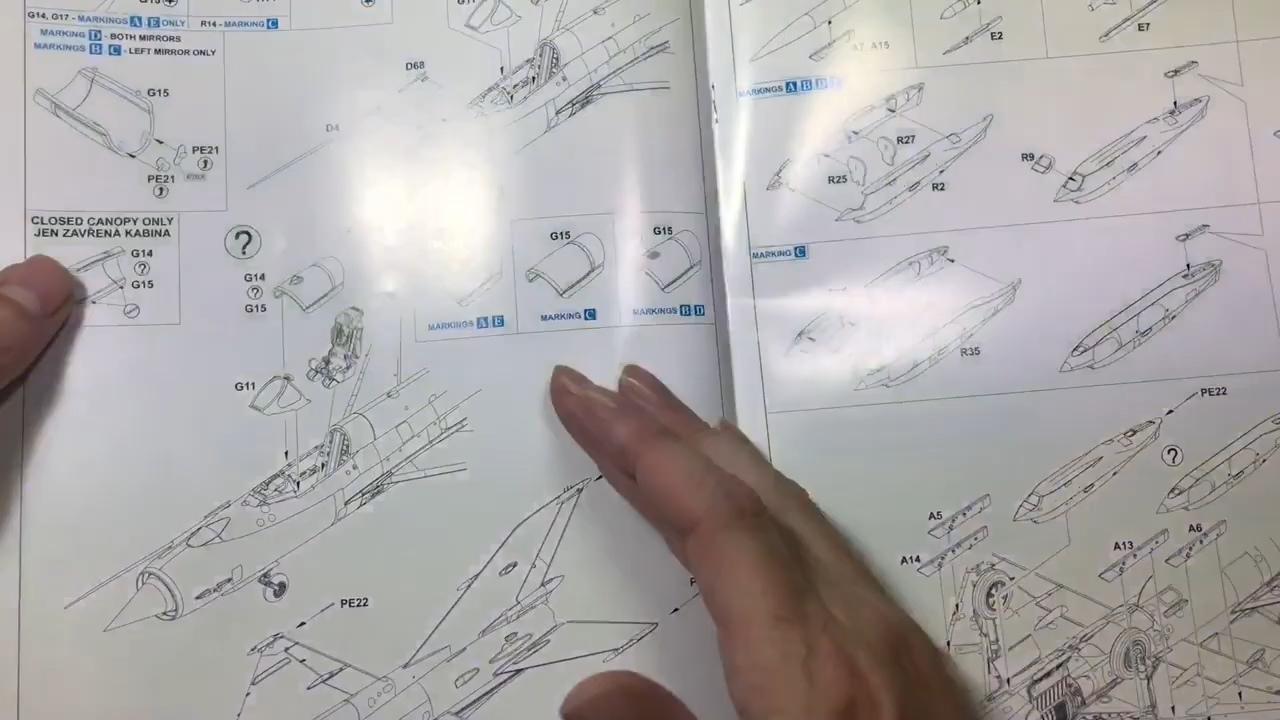 G14, G17 - MARKINGS A, E ONLY
R14 - MARKING C
MARKING D - BOTH MIRRORS
MARKINGS B C - LEFT MIRROR ONLY
G15
PE21
PE21
CLOSED CANOPY ONLY
JEN ZAVŘENÁ KABINA
G14
?
G15
G11
D68
D4
?
G14
?
G15
G11
MARKINGS A E
G15
MARKING C
G15
MARKINGS B D
PE22
A7, A15
E2
E7
MARKINGS A B D
R27
R25
R2
R9
MARKING C
R35
PE22
?
A5
A14
A13
A6